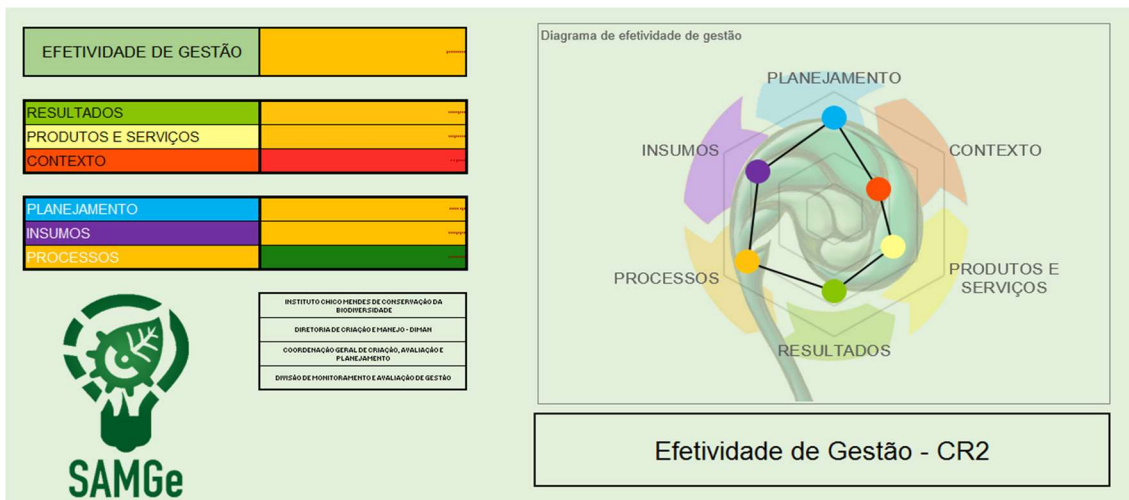 EFETIVIDADE DE GESTÃO
RESULTADOS
PRODUTOS E SERVIÇOS
CONTEXTO
PLANEJAMENTO
INSUMOS
PROCESSOS
SAMGe
INSTITUTO CHICO MENDES DE CONSERVAÇÃO DA
BIODIVERSIDADE
DIRETORIA DE CRIAÇÃO E MANEJO - DIMAN
COORDENAÇÃO GERAL DE CRIAÇÃO, AVALIAÇÃO E
PLANEJAMENTO
DIVISÃO DE MONITORAMENTO E AVALIAÇÃO DE GESTÃO
Diagrama de efetividade de gestão
PLANEJAMENTO
INSUMOS
CONTEXTO
PROCESSOS
PRODUTOS E
SERVIÇOS
RESULTADOS
Efetividade de Gestão - CR2